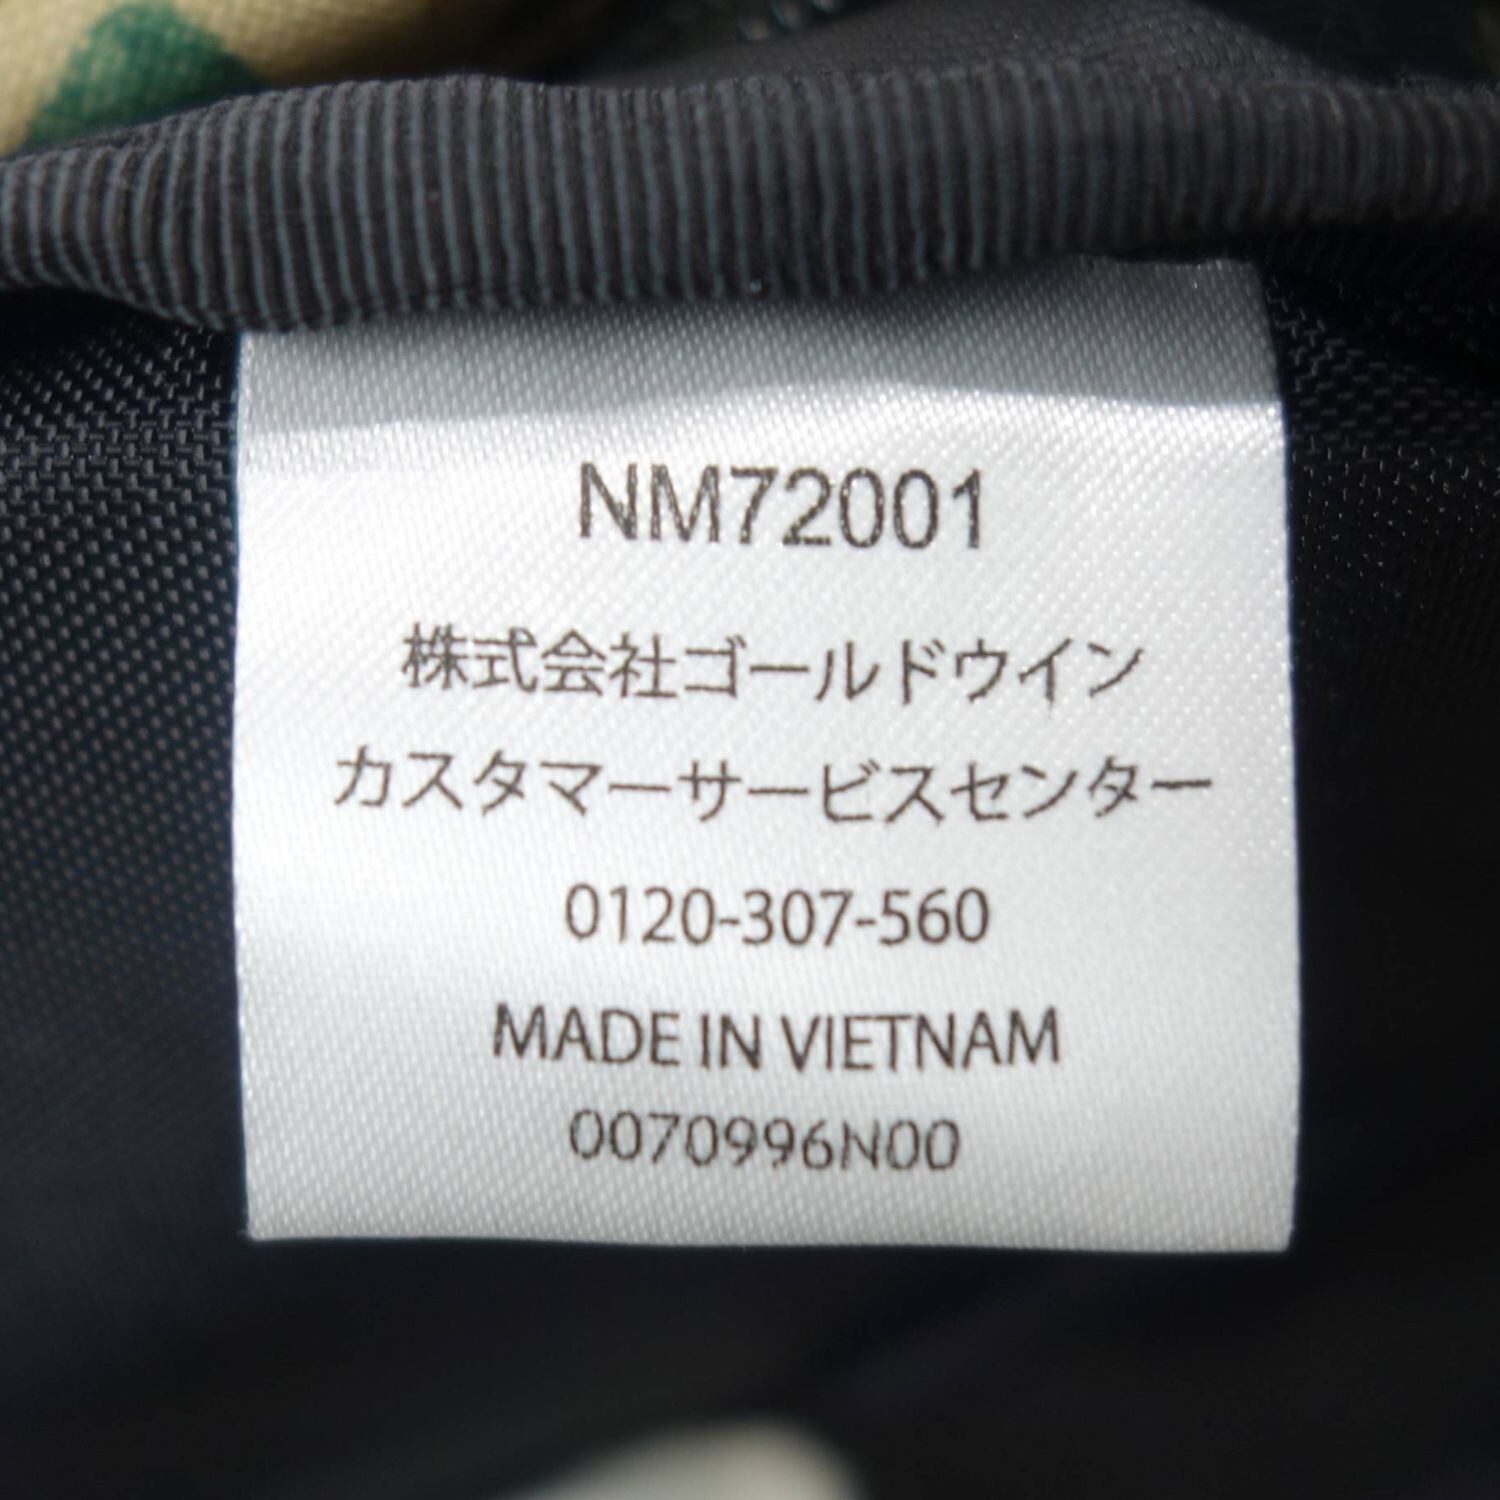 NM72001
株式会社ゴールドウイン
カスタマーサービスセンター
0120-307-560
MADE IN VIETNAM
0070996N00